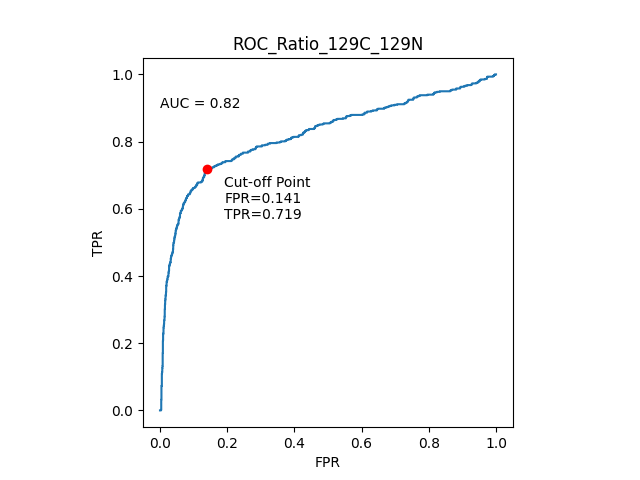 ROC_Ratio_129C_129N
1.0
AUC = 0.82
0.8
Cut-off Point
FPR=0.141
TPR=0.719
0.6
TPR
0.4
0.2
0.0
0.0 0.2 0.4 0.6 0.8 1.0
FPR